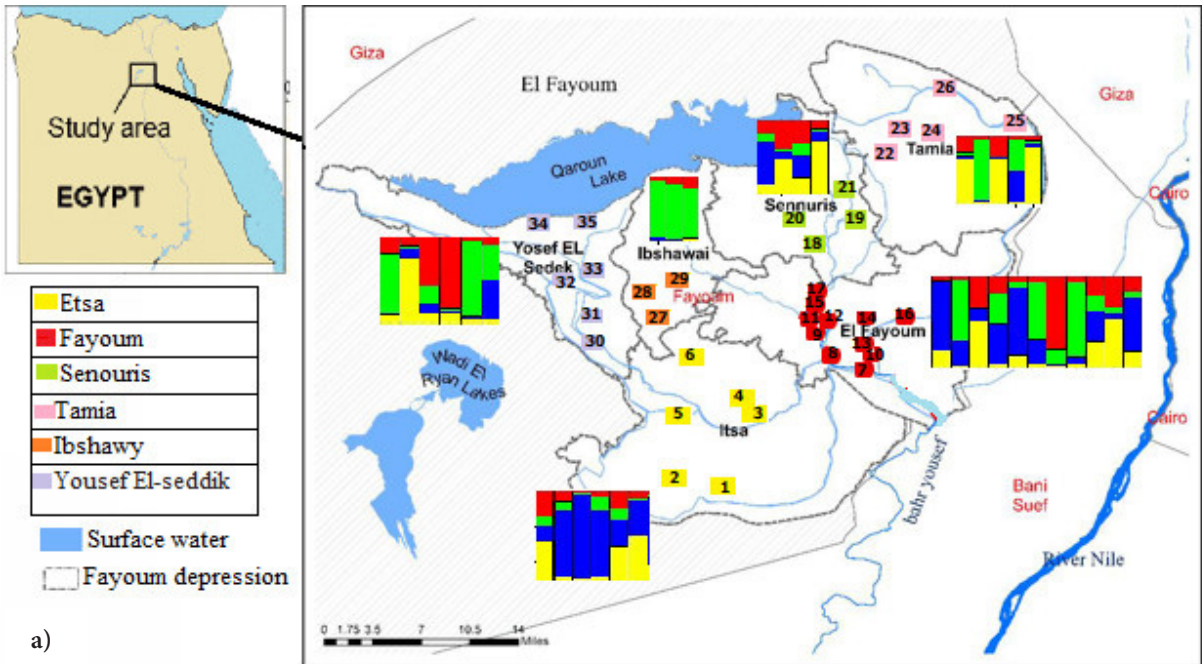 Study area
EGYPT
Etsa
Fayoum
Senouris
Tamia
Ibshawy
Yousef El-seddik
Surface water
Fayoum depression
a)
Giza
El Fayoum
Giza
Qaroun
Lake
26
25
23
24
22
Tamia
21
Sennuris
20
19
18
Cairo
34
35
Yosef EL
Sedek
33
32
31
30
Ibshawai
29
28
Fayoum
27
17
15
11
12
14
16
El Fayoum
9
13
8
10
7
6
4
5
3
Itsa
2
1
Wadi El
Ryan Lakes
Cairo
bahr yousef
Bani
Suef
River Nile
0 1.75 3.5 7 10.5 14
Miles